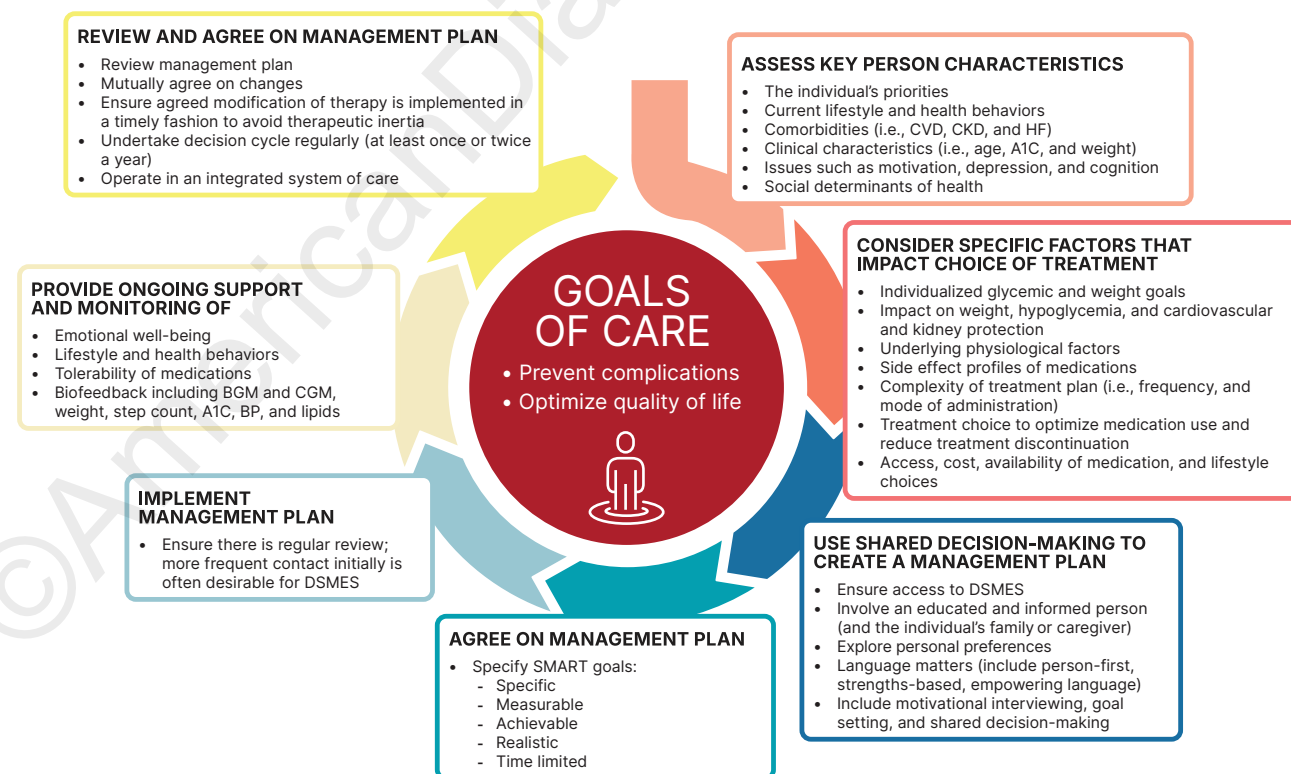 REVIEW AND AGREE ON MANAGEMENT PLAN
• Review management plan
• Mutually agree on changes
• Ensure agreed modification of therapy is implemented in
a timely fashion to avoid therapeutic inertia
• Undertake decision cycle regularly (at least once or twice
a year)
• Operate in an integrated system of care
ASSESS KEY PERSON CHARACTERISTICS
• The individual's priorities
• Current lifestyle and health behaviors
• Comorbidities (i.e., CVD, CKD, and HF)
• Clinical characteristics (i.e., age, A1C, and weight)
• Issues such as motivation, depression, and cognition
• Social determinants of health
CONSIDER SPECIFIC FACTORS THAT
IMPACT CHOICE OF TREATMENT
• Individualized glycemic and weight goals
• Impact on weight, hypoglycemia, and cardiovascular
and kidney protection
• Underlying physiological factors
• Side effect profiles of medications
• Complexity of treatment plan (i.e., frequency, and
mode of administration)
• Treatment choice to optimize medication use and
reduce treatment discontinuation
• Access, cost, availability of medication, and lifestyle
choices
USE SHARED DECISION-MAKING TO
CREATE A MANAGEMENT PLAN
• Ensure access to DSMES
• Involve an educated and informed person
(and the individual's family or caregiver)
• Explore personal preferences
• Language matters (include person-first,
strengths-based, empowering language)
• Include motivational interviewing, goal
setting, and shared decision-making
AGREE ON MANAGEMENT PLAN
• Specify SMART goals:
- Specific
- Measurable
- Achievable
- Realistic
- Time limited
IMPLEMENT
MANAGEMENT PLAN
• Ensure there is regular review;
more frequent contact initially is
often desirable for DSMES
PROVIDE ONGOING SUPPORT
AND MONITORING OF
• Emotional well-being
• Lifestyle and health behaviors
• Tolerability of medications
• Biofeedback including BGM and CGM,
weight, step count, A1C, BP, and lipids
GOALS
OF CARE
• Prevent complications
• Optimize quality of life
©AmericanDia